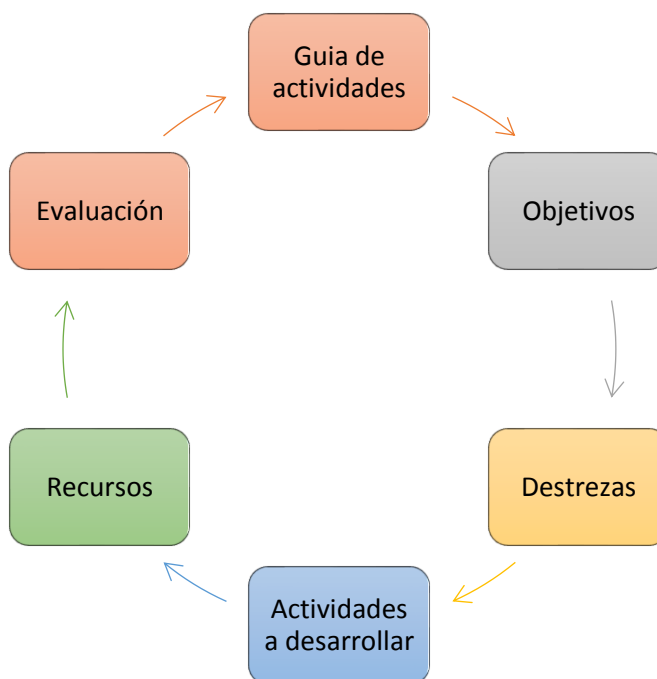 Guia de
actividades
Objetivos
Destrezas
Actividades
a desarrollar
Recursos
Evaluación